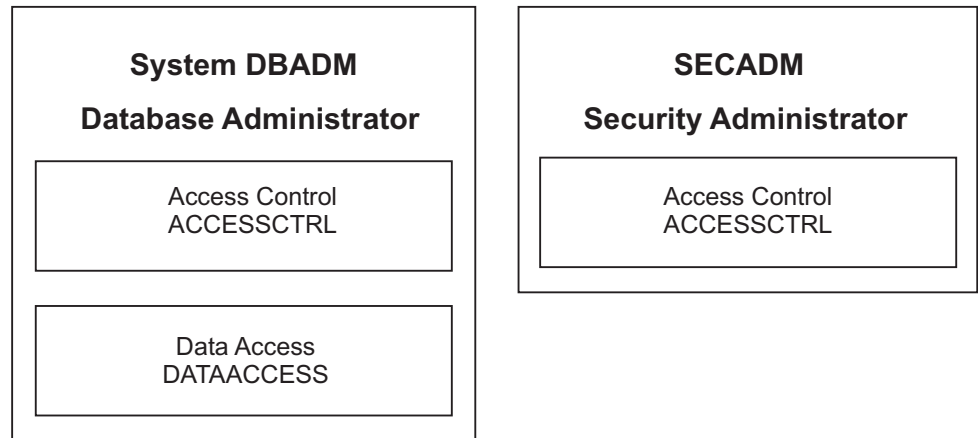 System DBADM
Database Administrator
Access Control
ACCESSCTRL
Data Access
DATAACCESS
SECADM
Security Administrator
Access Control
ACCESSCTRL